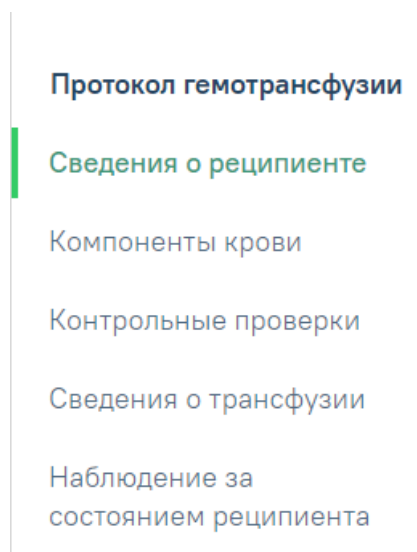 Протокол гемотрансфузии
Сведения о реципиенте
Компоненты крови
Контрольные проверки
Сведения о трансфузии
Наблюдение за
состоянием реципиента